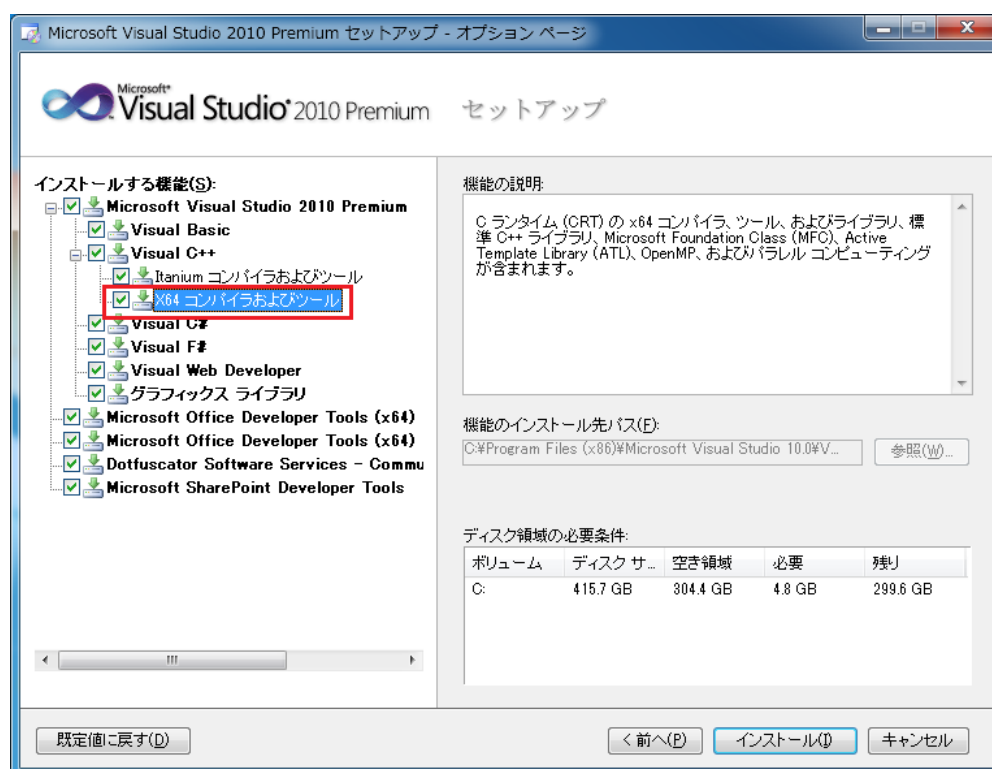 Microsoft Visual Studio 2010 Premium セットアップ - オプション ページ
Microsoft
Visual Studio 2010 Premium セットアップ
インストールする機能(S):
Microsoft Visual Studio 2010 Premium
Visual Basic
Visual C++
Itanium コンパイラおよびツール
X64 コンパイラおよびツール
Visual C#
Visual F#
Visual Web Developer
グラフィックス ライブラリ
Microsoft Office Developer Tools (x64)
Microsoft Office Developer Tools (x64)
Dotfuscator Software Services - Commu
Microsoft SharePoint Developer Tools
機能の説明:
C ランタイム (CRT) の x64 コンパイラ、ツール、およびライブラリ、標
準 C++ ライブラリ、Microsoft Foundation Class (MFC)、Active
Template Library (ATL)、OpenMP、およびパラレル コンピューティング
が含まれます。
機能のインストール先パス(F):
C:¥Program Files (x86)¥Microsoft Visual Studio 10.0¥V...
参照(W)...
ディスク領域の必要条件:
ボリューム ディスク サ... 空き領域 必要 残り
C: 415.7 GB 304.4 GB 4.8 GB 299.6 GB
既定値に戻す(D) < 前へ(P) インストール(I) キャンセル